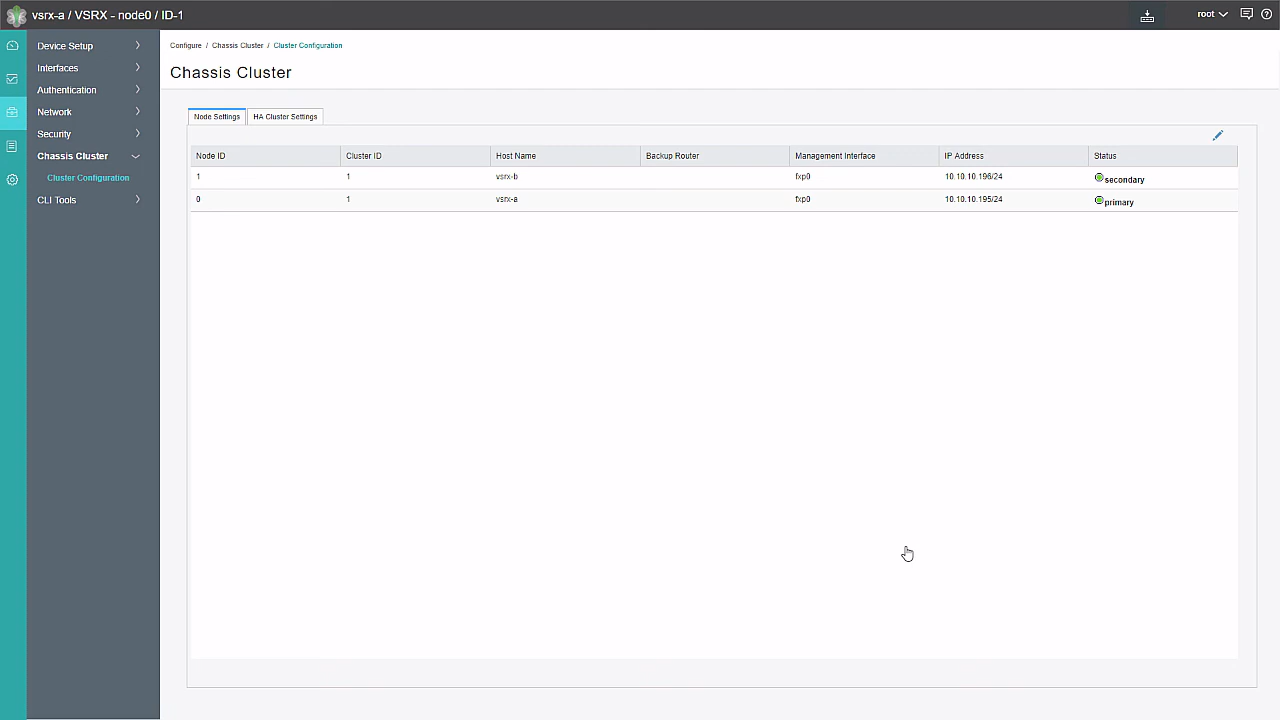 vsrx-a / VSRX - node0 / ID-1
root
Device Setup
Interfaces
Authentication
Network
Security
Chassis Cluster
Cluster Configuration
CLI Tools
Configure / Chassis Cluster / Cluster Configuration
Chassis Cluster
Node Settings HA Cluster Settings
Node ID Cluster ID Host Name Backup Router Management Interface IP Address Status
1 1 vsrx-b fxp0 10.10.10.196/24 secondary
0 1 vsrx-a fxp0 10.10.10.195/24 primary